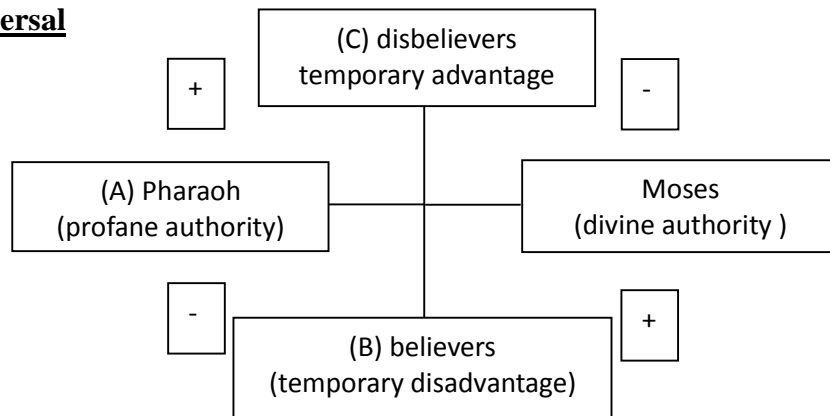 ersal
(C) disbelievers
temporary advantage
+
-
(A) Pharaoh
(profane authority)
Moses
(divine authority )
-
+
(B) believers
(temporary disadvantage)